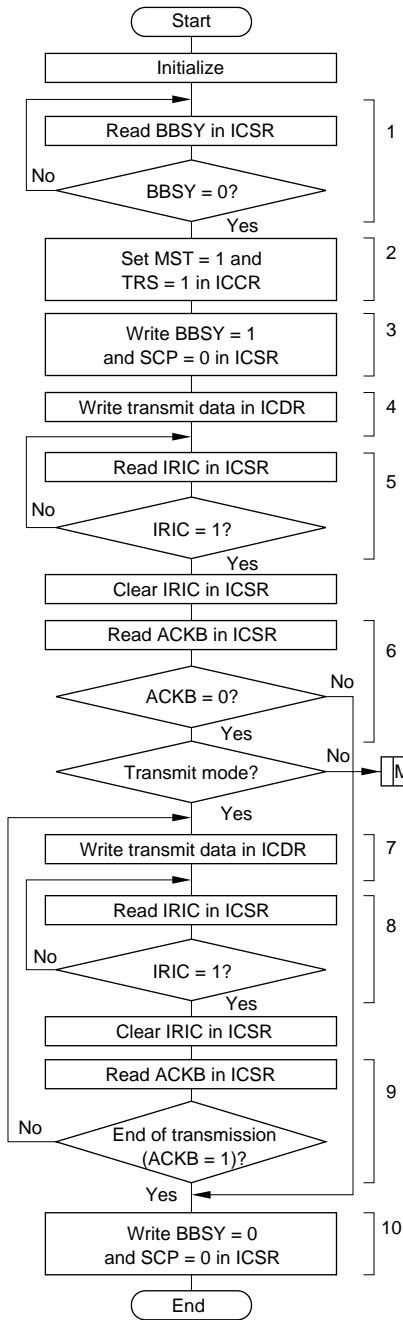 Start
Initialize
Read BBSY in ICSR
1
No
BBSY = 0?
Yes
Set MST = 1 and
TRS = 1 in ICCR
2
Write BBSY = 1
and SCP = 0 in ICSR
3
Write transmit data in ICDR
4
Read IRIC in ICSR
5
No
IRIC = 1?
Yes
Clear IRIC in ICSR
Read ACKB in ICSR
6
No
ACKB = 0?
Yes
No
Transmit mode?
M
Yes
Write transmit data in ICDR
7
Read IRIC in ICSR
8
No
IRIC = 1?
Yes
Clear IRIC in ICSR
Read ACKB in ICSR
9
No
End of transmission
(ACKB = 1)?
Yes
Write BBSY = 0
and SCP = 0 in ICSR
10
End